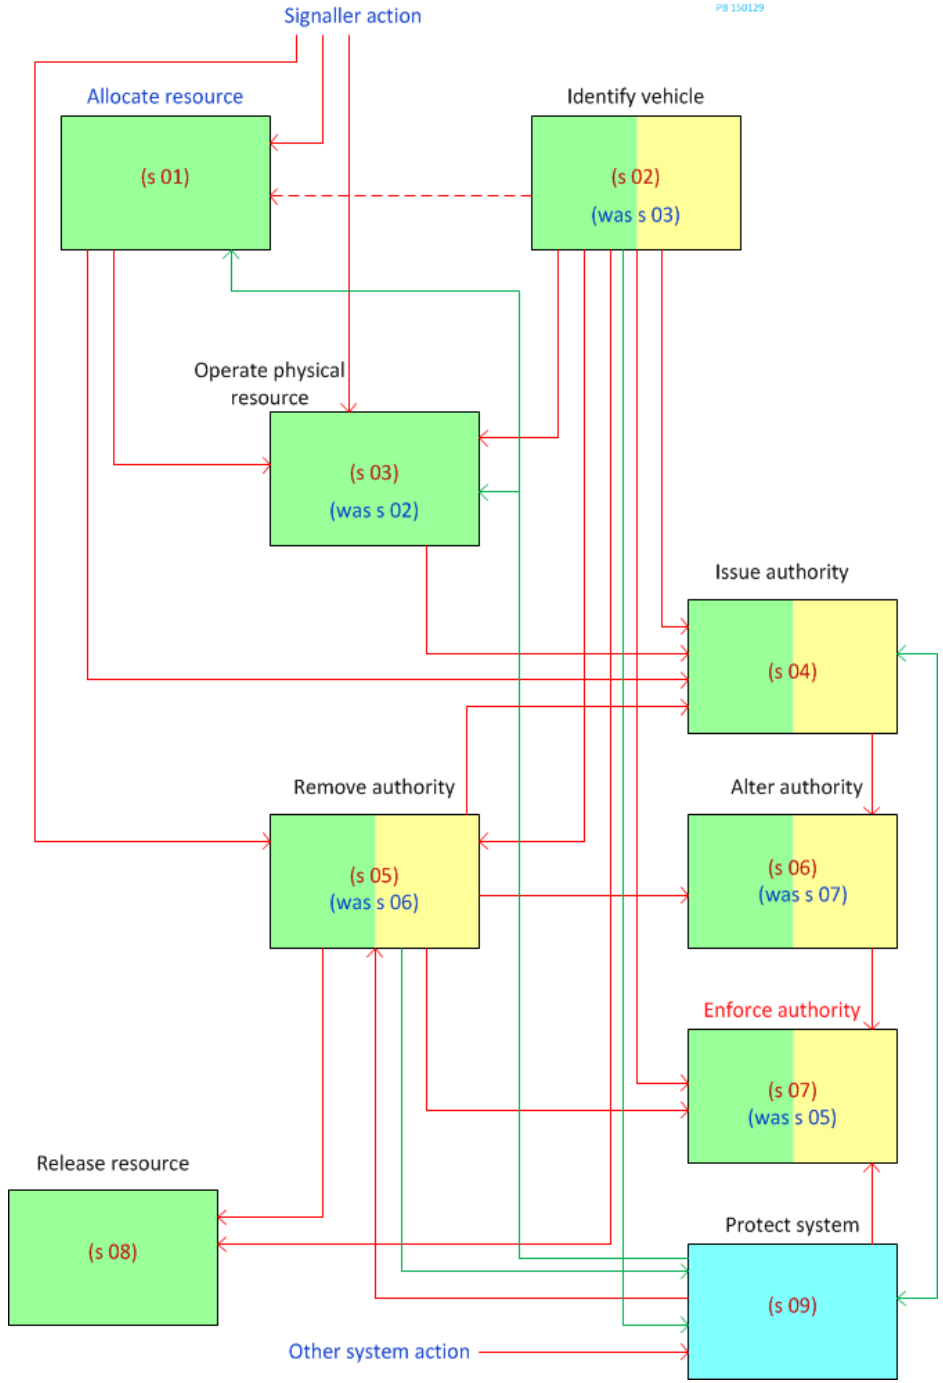 Signaller action
PB 150129
Allocate resource
Identify vehicle
(s 01)
(s 02)
(was s 03)
Operate physical
resource
(s 03)
(was s 02)
Issue authority
(s 04)
Remove authority
Alter authority
(s 05)
(was s 06)
(s 06)
(was s 07)
Enforce authority
(s 07)
(was s 05)
Release resource
(s 08)
Protect system
(s 09)
Other system action